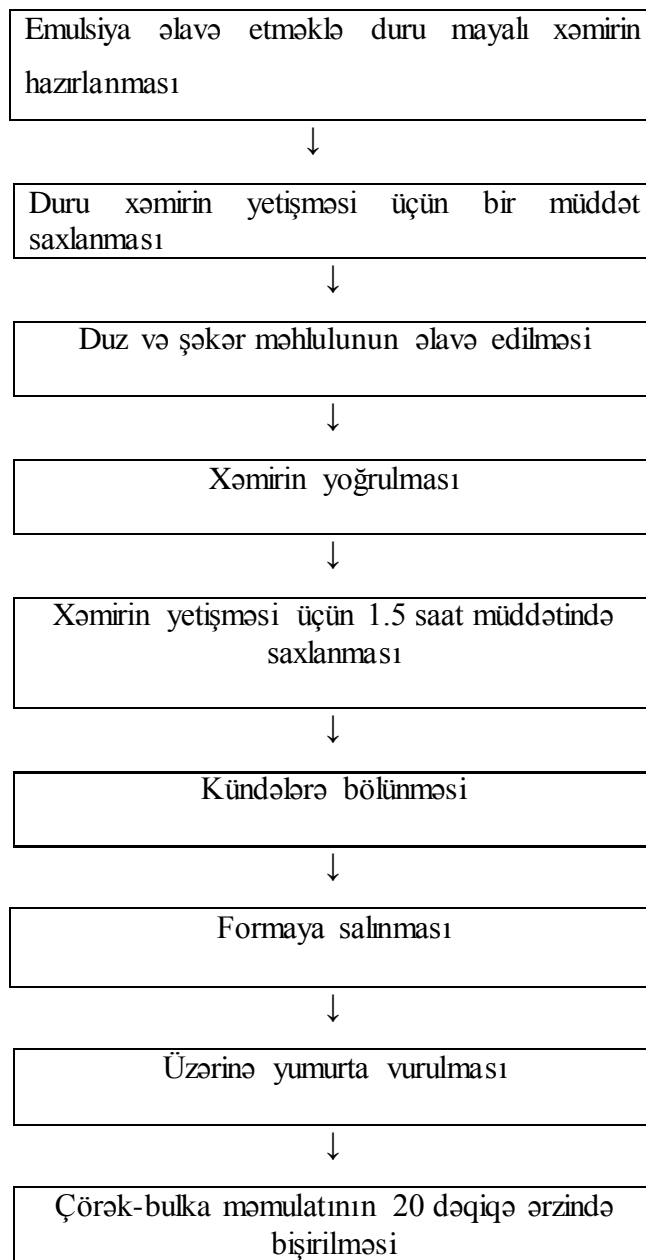 Emulsiya əlavə etməklə duru mayalı xəmirin
hazırlanması
↓
Duru xəmirin yetişməsi üçün bir müddət
saxlanması
↓
Duz və şəkər məhlulunun əlavə edilməsi
↓
Xəmirin yoğrulması
↓
Xəmirin yetişməsi üçün 1.5 saat müddətində
saxlanması
↓
Kündələrə bölünməsi
↓
Formaya salınması
↓
Üzərinə yumurta vurulması
↓
Çörək-bulka məmulatının 20 dəqiqə ərzində
bişirilməsi